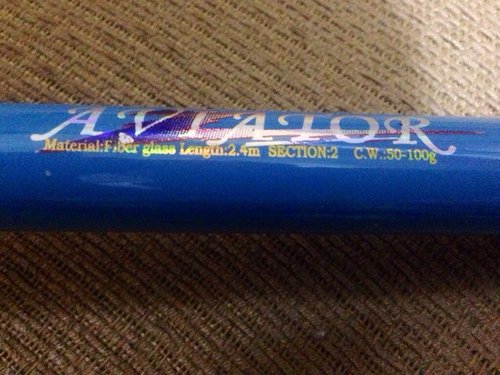 AVIATOR
Material:Fiber glass Length:2.4m SECTION:2 C.W.:50-100g